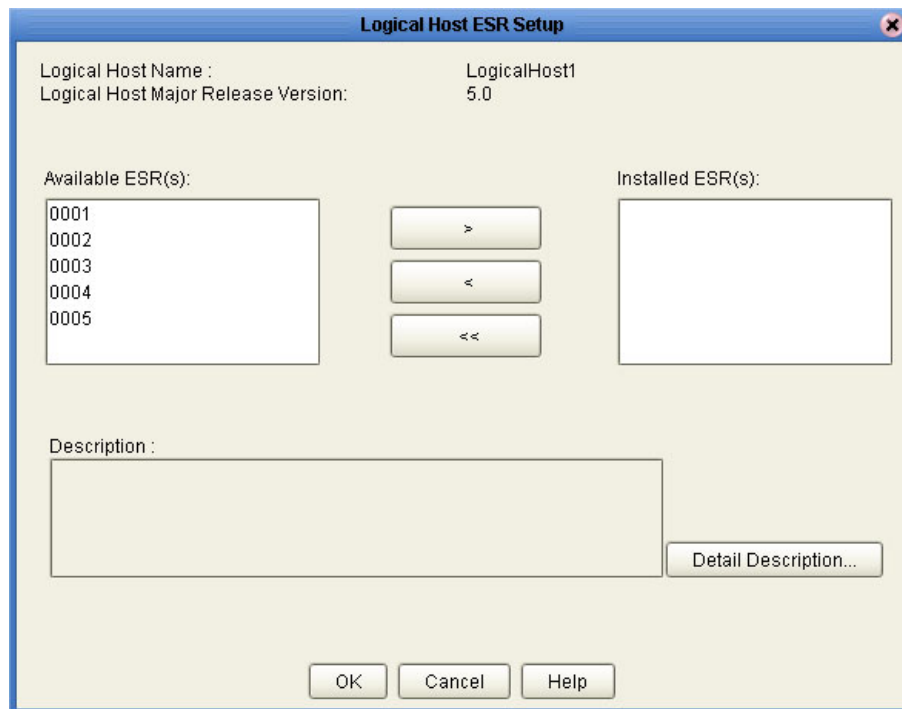 Logical Host ESR Setup
Logical Host Name : LogicalHost1
Logical Host Major Release Version: 5.0
Available ESR(s):
Installed ESR(s):
0001
0002
0003
0004
0005
>
<
<<
Description :
Detail Description...
OK Cancel Help